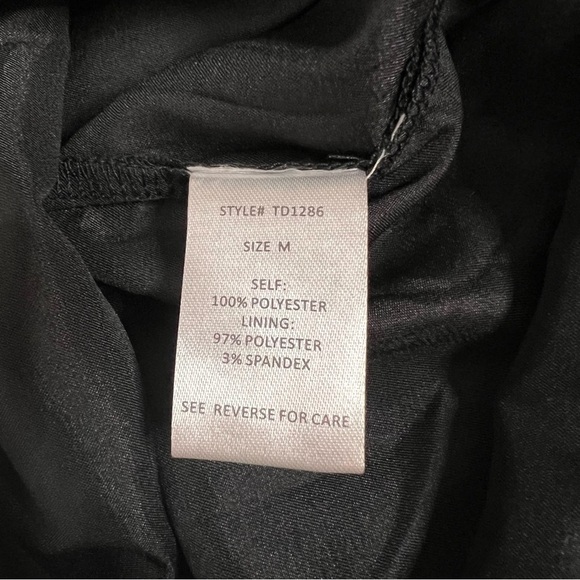 STYLE# TD1286
SIZE M
SELF:
100% POLYESTER
LINING:
97% POLYESTER
3% SPANDEX
SEE REVERSE FOR CARE